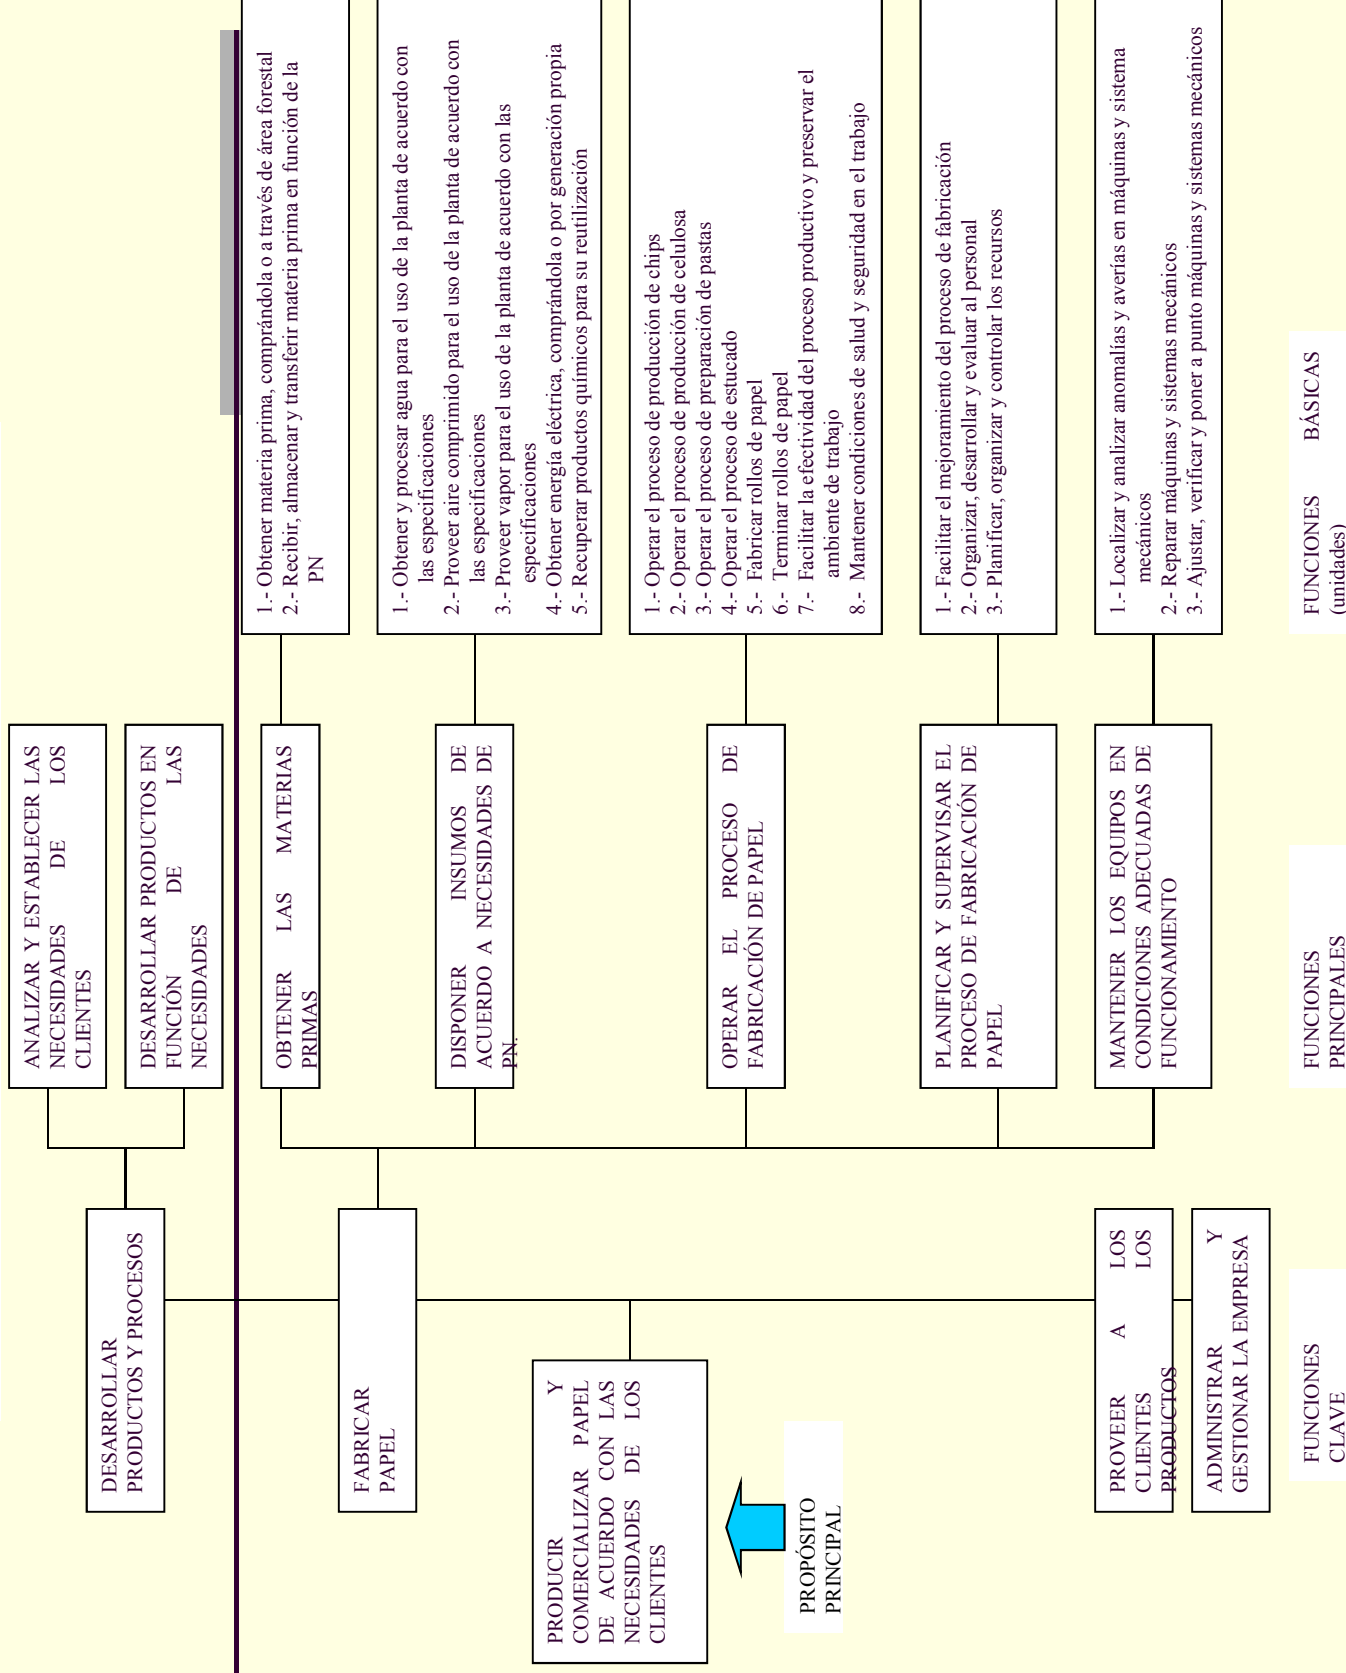 PRODUCIR Y
COMERCIALIZAR PAPEL
DE ACUERDO CON LAS
NECESIDADES DE LOS
CLIENTES
PROPÓSITO
PRINCIPAL
DESARROLLAR
PRODUCTOS Y PROCESOS
FABRICAR
PAPEL
PROVEER A LOS
CLIENTES LOS
PRODUCTOS
ADMINISTRAR Y
GESTIONAR LA EMPRESA
FUNCIONES
CLAVE
ANALIZAR Y ESTABLECER LAS
NECESIDADES DE LOS
CLIENTES
DESARROLLAR PRODUCTOS EN
FUNCIÓN DE LAS
NECESIDADES
OBTENER LAS MATERIAS
PRIMAS
DISPONER INSUMOS DE
ACUERDO A NECESIDADES DE
PN.
OPERAR EL PROCESO DE
FABRICACIÓN DE PAPEL
PLANIFICAR Y SUPERVISAR EL
PROCESO DE FABRICACIÓN DE
PAPEL
MANTENER LOS EQUIPOS EN
CONDICIONES ADECUADAS DE
FUNCIONAMIENTO
FUNCIONES
PRINCIPALES
1.- Obtener materia prima, comprándola o a través de área forestal
2.- Recibir, almacenar y transferir materia prima en función de la
PN
1.- Obtener y procesar agua para el uso de la planta de acuerdo con
las especificaciones
2.- Proveer aire comprimido para el uso de la planta de acuerdo con
las especificaciones
3.- Proveer vapor para el uso de la planta de acuerdo con las
especificaciones
4.- Obtener energía eléctrica, comprándola o por generación propia
5.- Recuperar productos químicos para su reutilización
1.- Operar el proceso de producción de chips
2.- Operar el proceso de producción de celulosa
3.- Operar el proceso de preparación de pastas
4.- Operar el proceso de estucado
5.- Fabricar rollos de papel
6.- Terminar rollos de papel
7.- Facilitar la efectividad del proceso productivo y preservar el
ambiente de trabajo
8.- Mantener condiciones de salud y seguridad en el trabajo
1.- Facilitar el mejoramiento del proceso de fabricación
2.- Organizar, desarrollar y evaluar al personal
3.- Planificar, organizar y controlar los recursos
1.- Localizar y analizar anomalías y averías en máquinas y sistema
mecánicos
2.- Reparar máquinas y sistemas mecánicos
3.- Ajustar, verificar y poner a punto máquinas y sistemas mecánicos
FUNCIONES BÁSICAS
(unidades)